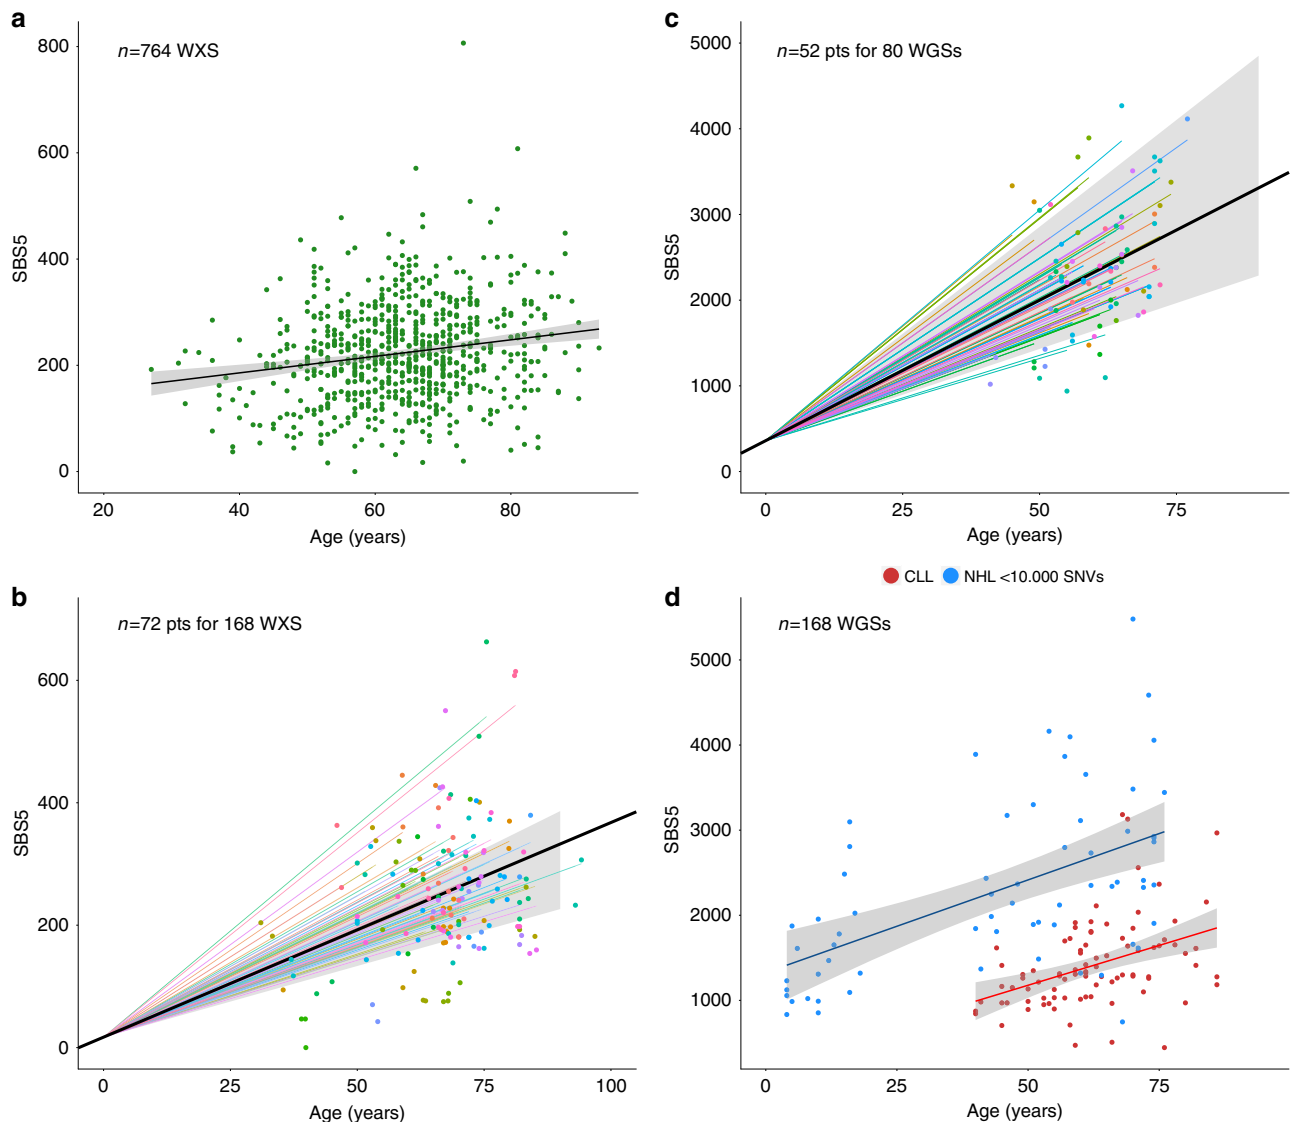 a
n=764 WXS
800
600
400
200
0
SBS5
20 40 60 80
Age (years)
c
n=52 pts for 80 WGSs
5000
4000
3000
2000
1000
0
SBS5
0 25 50 75
Age (years)
b
n=72 pts for 168 WXS
600
400
200
0
SBS5
0 25 50 75 100
Age (years)
CLL NHL <10.000 SNVs
d
n=168 WGSs
5000
4000
3000
2000
1000
SBS5
0 25 50 75
Age (years)